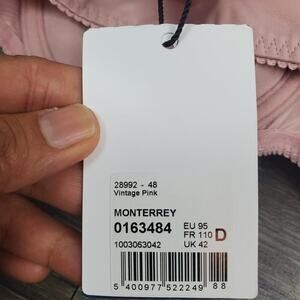 28992 - 48
Vintage Pink
MONTERREY
0163484
EU 95
FR 110 D
1003063042
UK 42
5 400977 522249 88